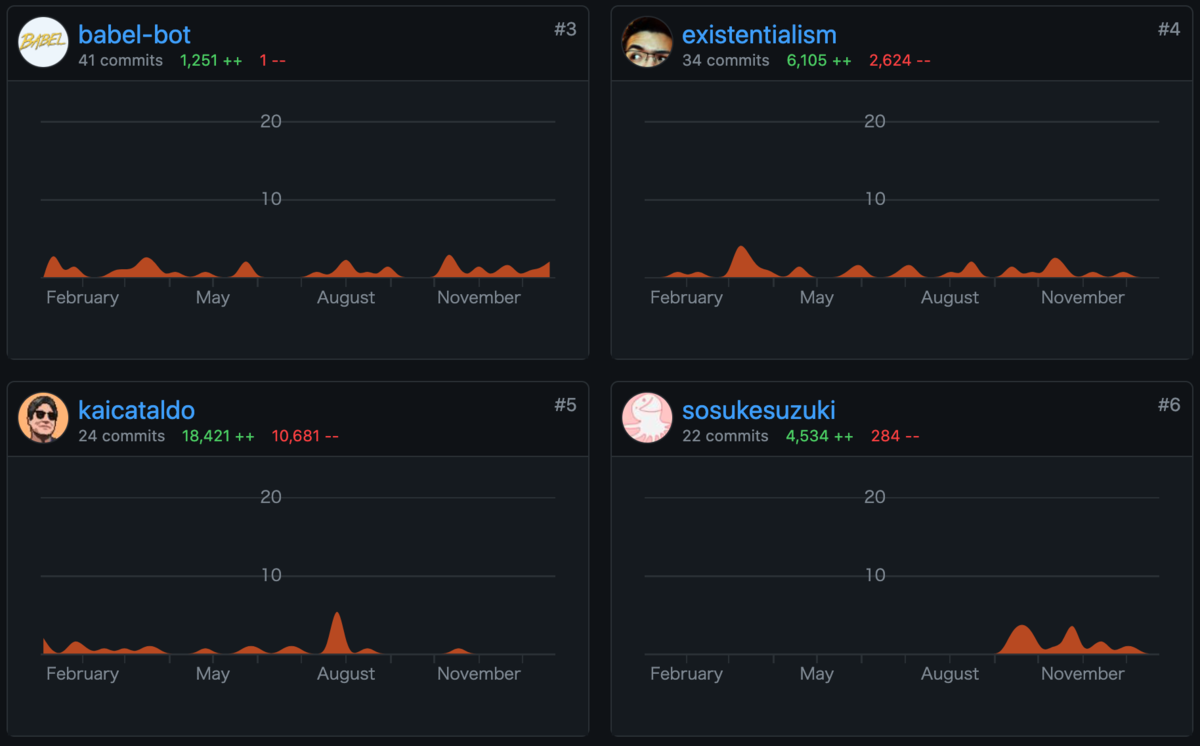 BABEL
babel-bot
#3
41 commits 1,251 ++ 1 --
20
10
February May August November
existentialism
#4
34 commits 6,105 ++ 2,624 --
20
10
February May August November
kaicataldo
#5
24 commits 18,421 ++ 10,681 --
20
10
February May August November
sosukesuzuki
#6
22 commits 4,534 ++ 284 --
20
10
February May August November